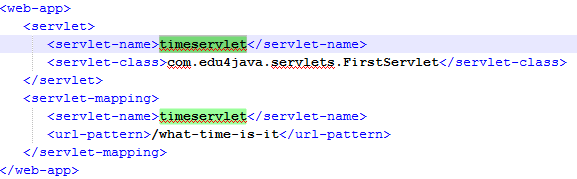 <web-app>
<servlet>
<servlet-name>timeservlet</servlet-name>
<servlet-class>com.edu4java.servlets.FirstServlet</servlet-class>
</servlet>
<servlet-mapping>
<servlet-name>timeservlet</servlet-name>
<url-pattern>/what-time-is-it</url-pattern>
</servlet-mapping>
</web-app>